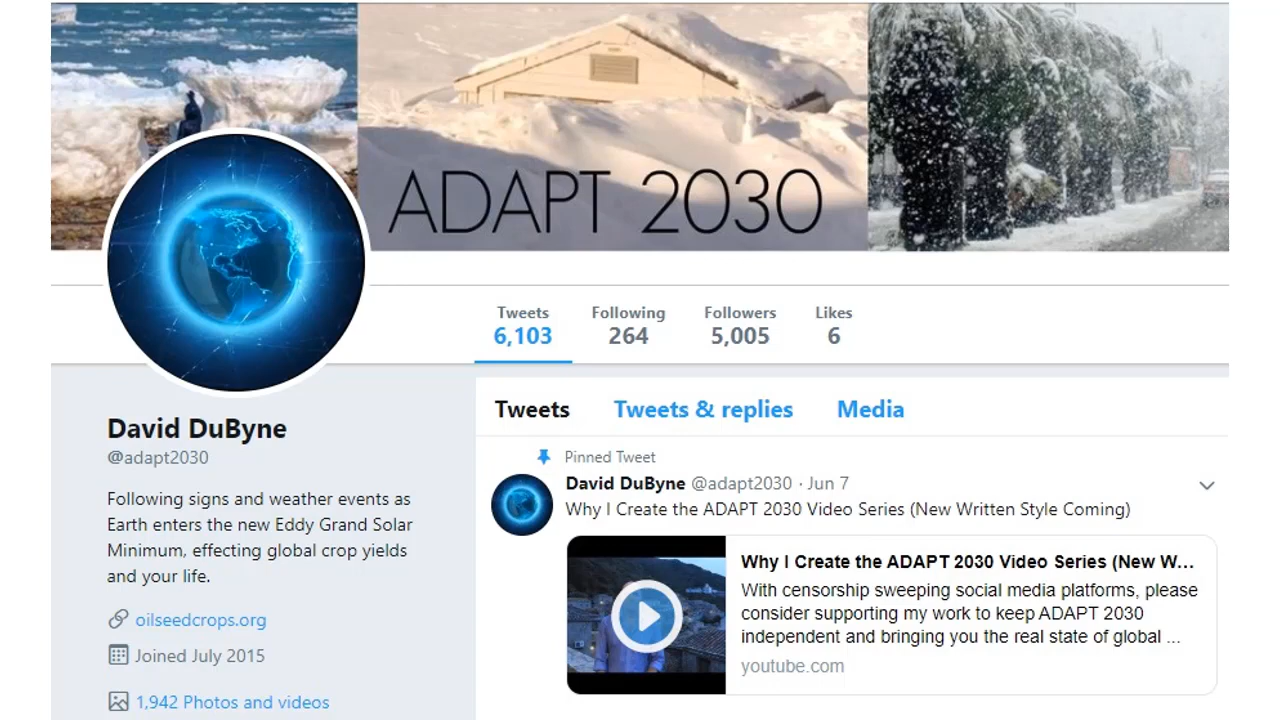 ADAPT 2030
Tweets
6,103
Following
264
Followers
5,005
Likes
6
David DuByne
@adapt2030
Following signs and weather events as
Earth enters the new Eddy Grand Solar
Minimum, effecting global crop yields
and your life.
oilseedcrops.org
Joined July 2015
1,942 Photos and videos
Tweets
Tweets & replies
Media
Pinned Tweet
David DuByne @adapt2030 · Jun 7
Why I Create the ADAPT 2030 Video Series (New Written Style Coming)
Why I Create the ADAPT 2030 Video Series (New W...
With censorship sweeping social media platforms, please
consider supporting my work to keep ADAPT 2030
independent and bringing you the real state of global ...
youtube.com